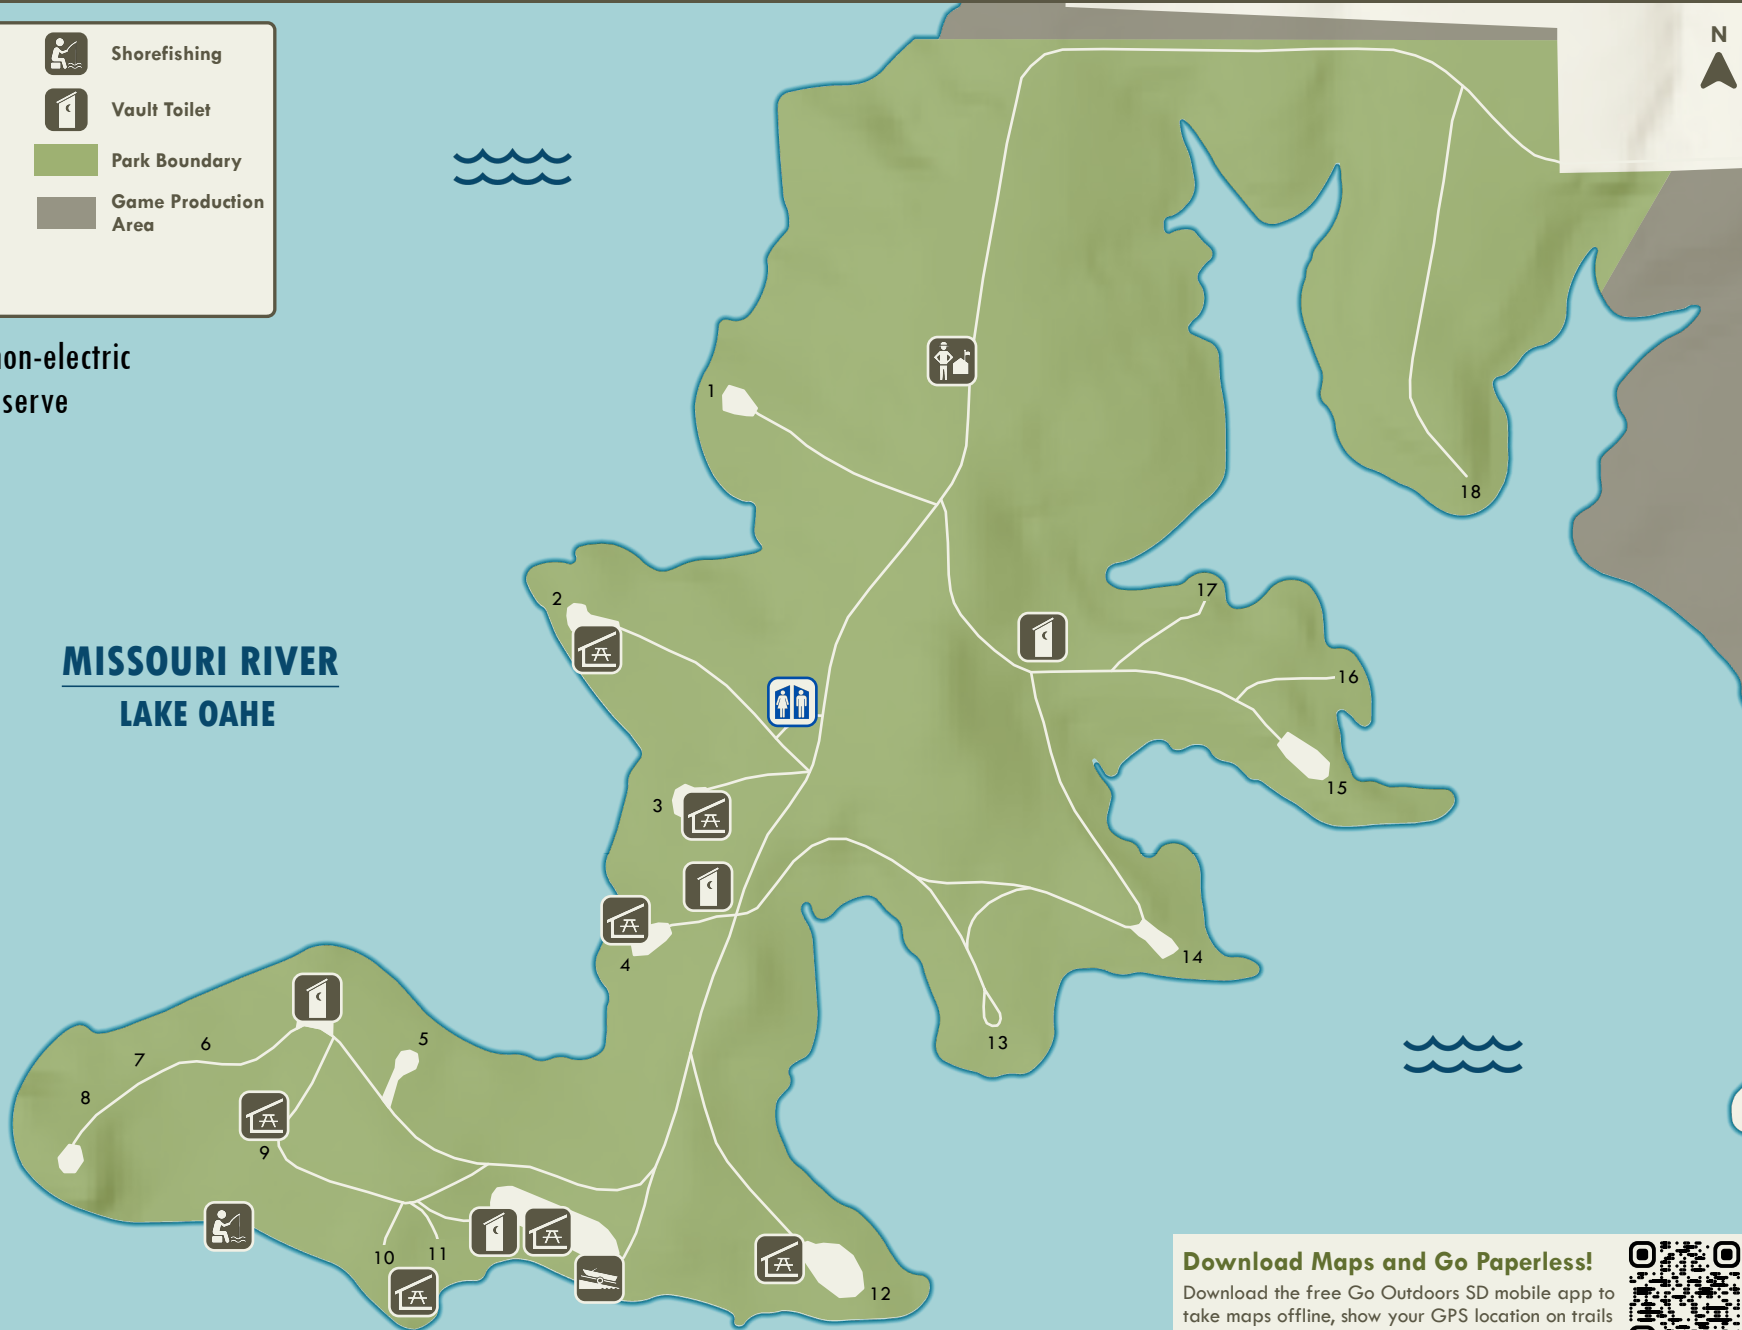 Shorefishing
Vault Toilet
Park Boundary
Game Production
Area
N
non-electric
serve
1
18
2
17
16
MISSOURI RIVER
LAKE OAHE
15
3
4
14
13
5
6
7
8
9
10
11
12
Download Maps and Go Paperless!
Download the free Go Outdoors SD mobile app to
take maps offline, show your GPS location on trails